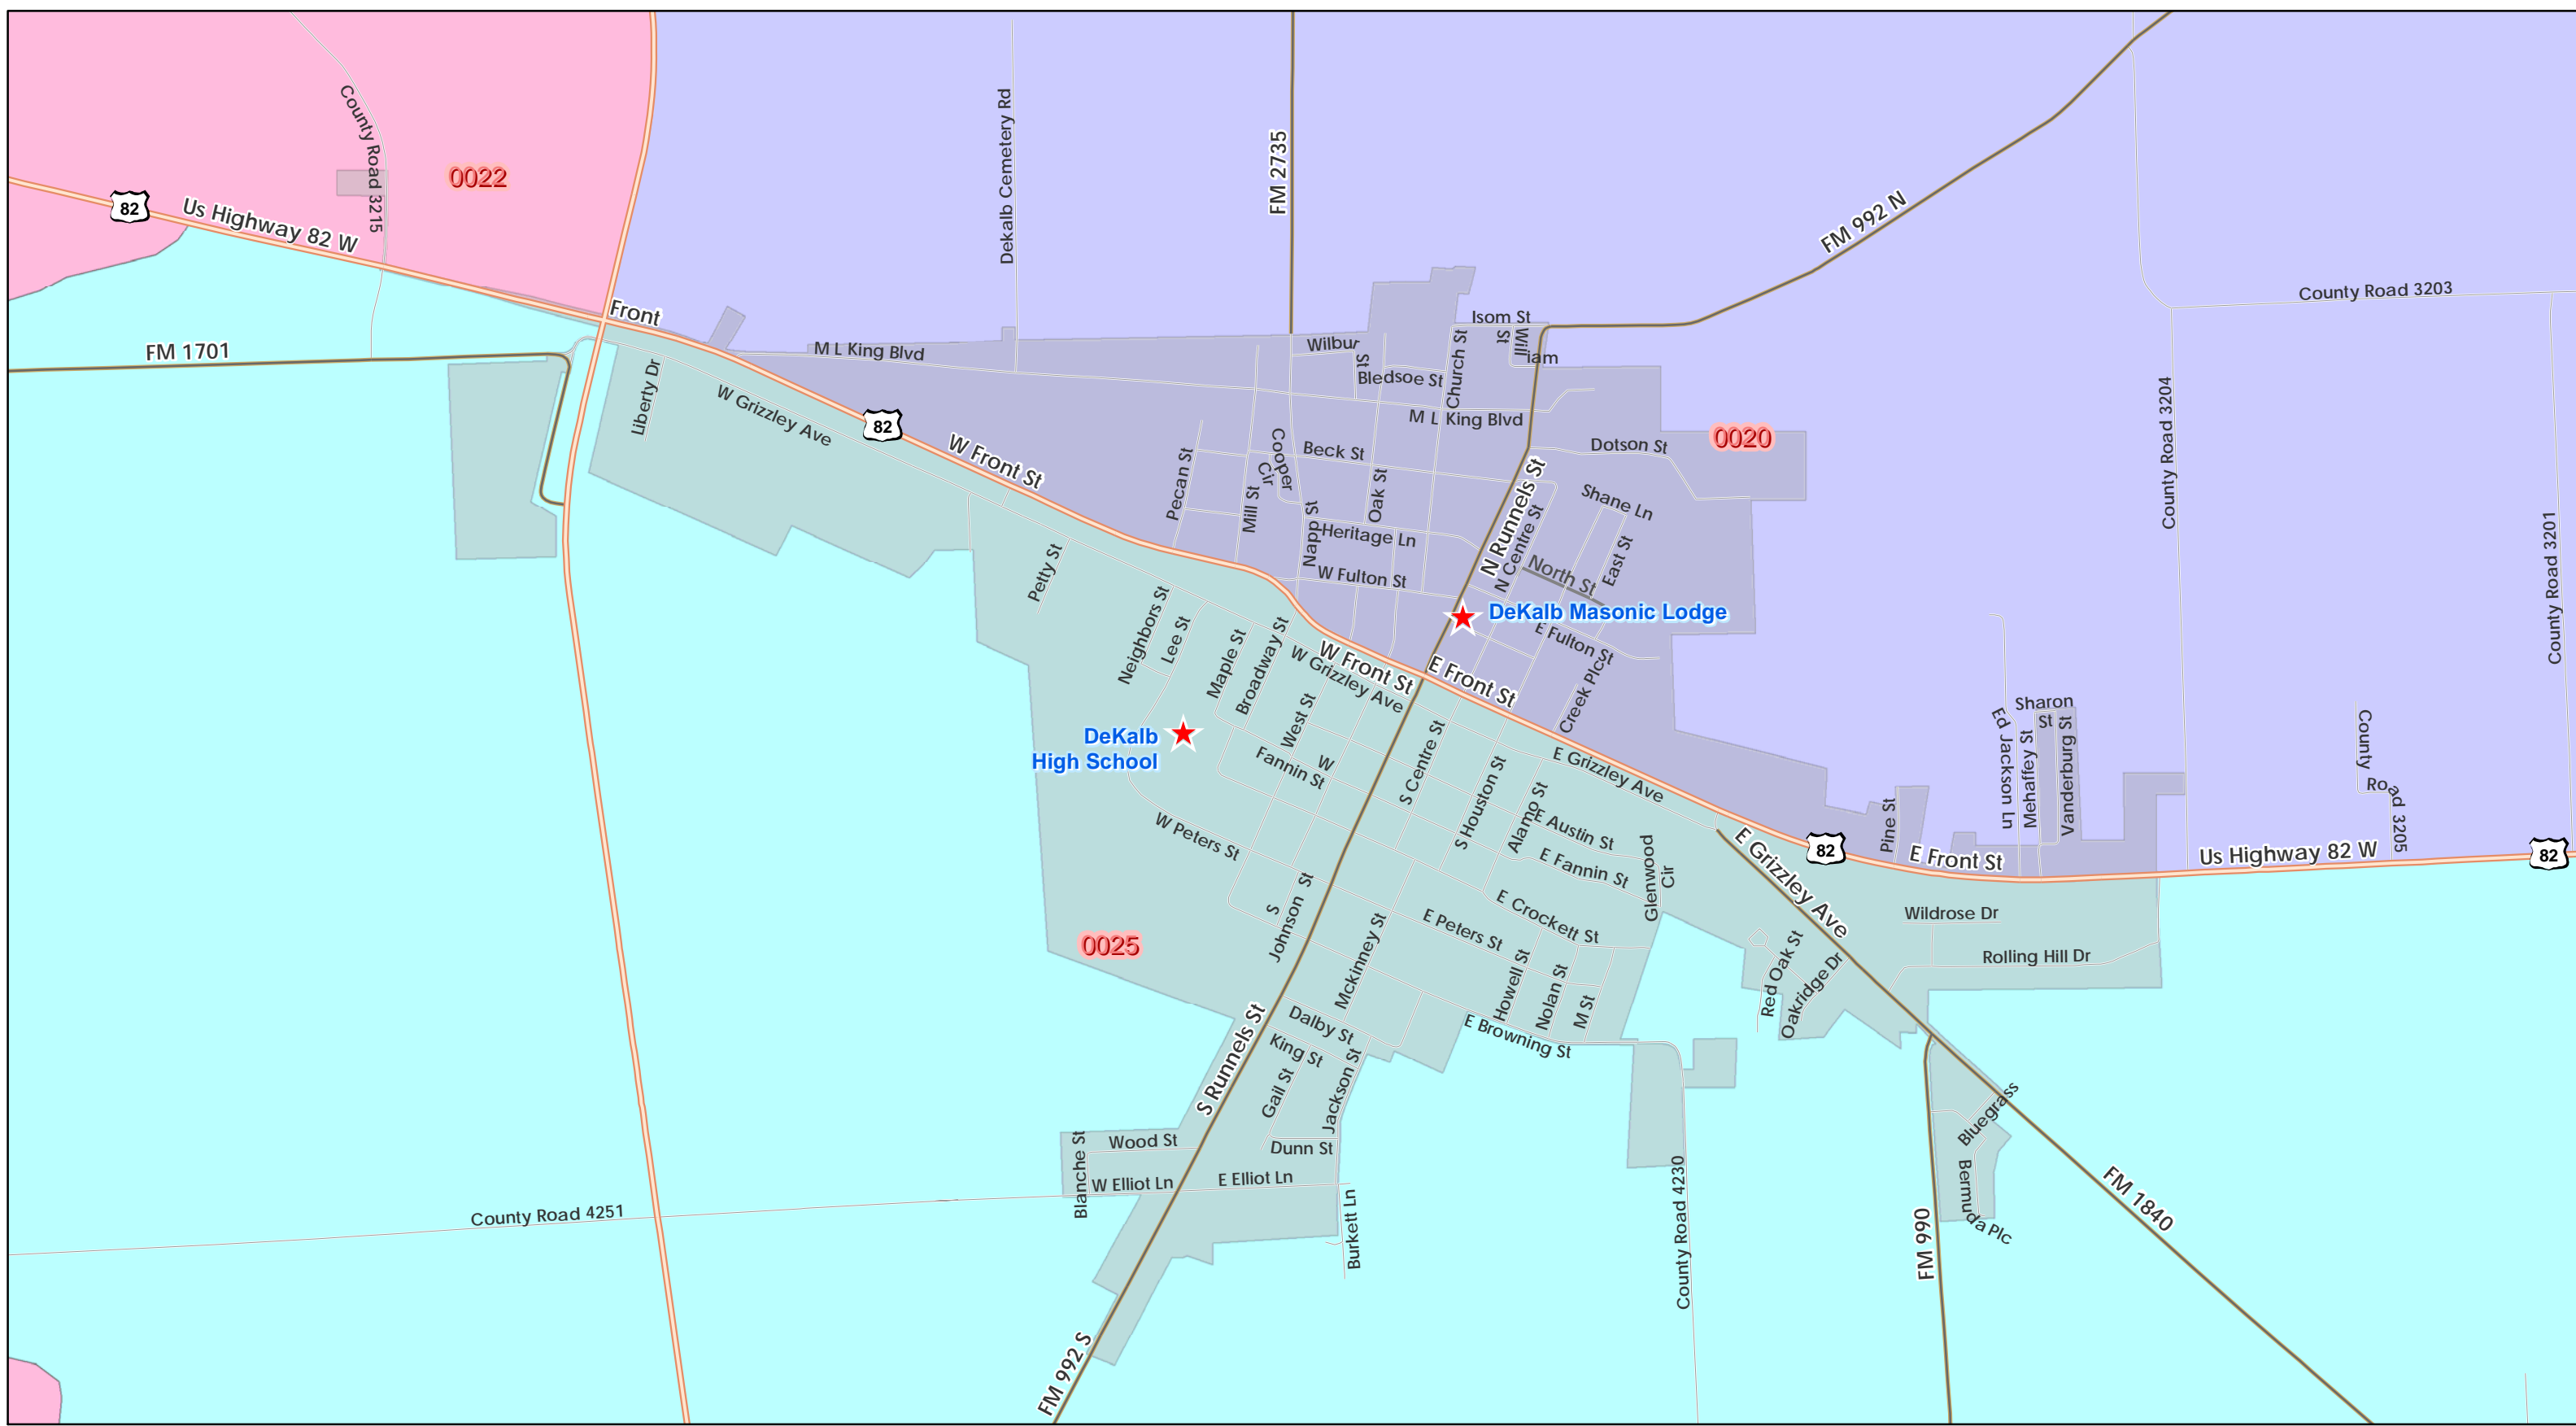 County Road 3215
0022
82
Us Highway 82 W
Dekalb Cemetery Rd
FM 2735
FM 992 N
County Road 3203
County Road 3204
County Road 3201
FM 1701
Front
Liberty Dr
W Grizzley Ave
82
W Front St
M L King Blvd
Wilbur
St
Isom St
Will
iam
St
Bledsoe St
Church St
M L King Blvd
0020
Dotson St
Pecan St
Mill St
Cooper
Cir
Beck St
Oak St
Napp St
Heritage Ln
N Runnels St
N Centre St
Shane Ln
East St
North St
W Fulton St
DeKalb Masonic Lodge
E Fulton St
Creek Plc
Petty St
Neighbors St
Lee St
Maple St
Broadway St
W Grizzley Ave
W Front St
E Front St
West St
DeKalb
High School
W
Fannin St
S Centre St
S Houston St
Alamo St
E Grizzley Ave
E Austin St
E Fannin St
Glenwood
Cir
W Peters St
S
Johnson St
Mckinney St
E Peters St
E Crockett St
Howell St
Nolan St
M St
0025
E Grizzley Ave
82
E Front St
Pine St
Ed Jackson Ln
Mehaffey St
Sharon
St
Vanderburg St
County
Road 3205
Us Highway 82 W
82
Wildrose Dr
Rolling Hill Dr
Red Oak St
Oakridge Dr
S Runnels St
Dalby St
King St
Gail St
Jackson St
E Browning St
Dunn St
Wood St
Blanche St
W Elliot Ln
E Elliot Ln
Burkett Ln
County Road 4251
County Road 4230
Bluegrass
Bermuda Plc
FM 990
FM 1840
FM 992 S